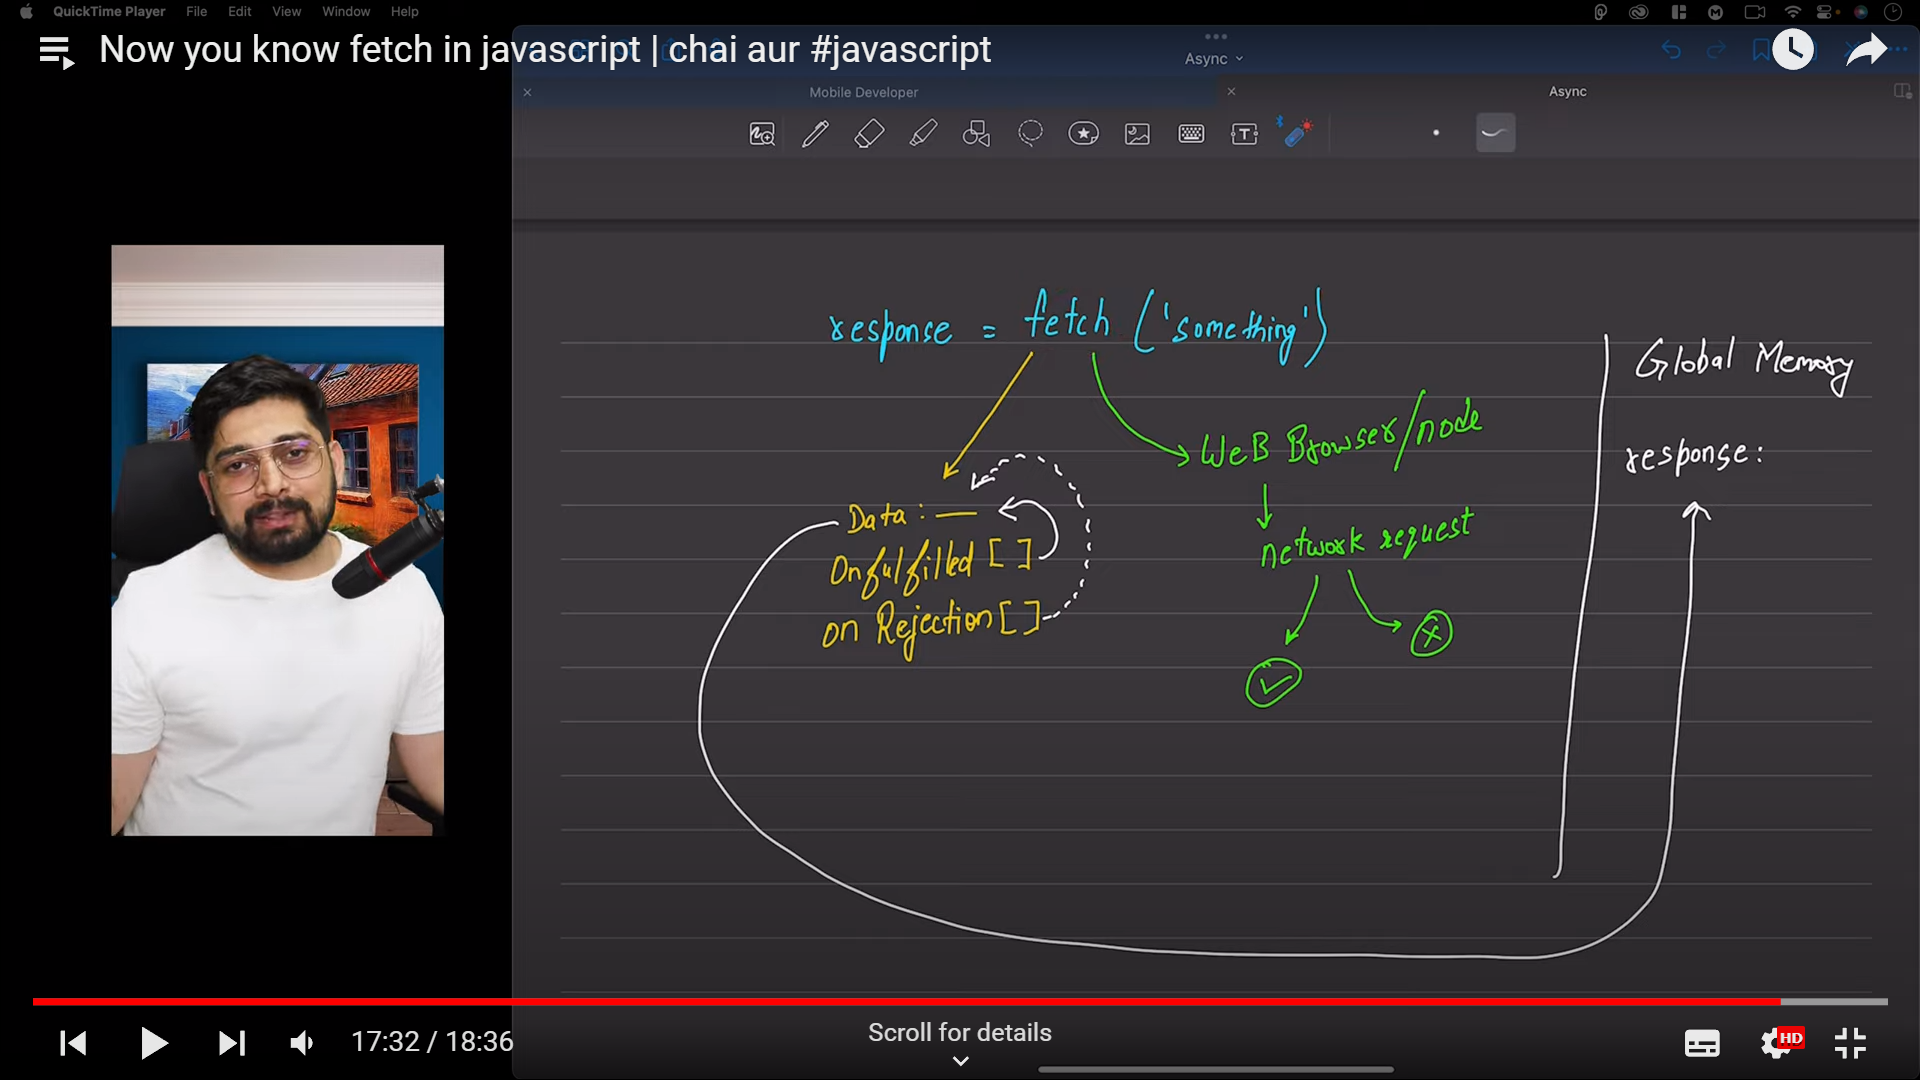 QuickTime Player File Edit View Window Help
Now you know fetch in javascript | chai aur #javascript
Async
Mobile Developer
Async
response = fetch ('something')
Global Memory
WeB Browser/node
response:
Data : —
network request
Onfulfilled [ ]
on Rejection [ ]
17:32 / 18:36
Scroll for details
HD